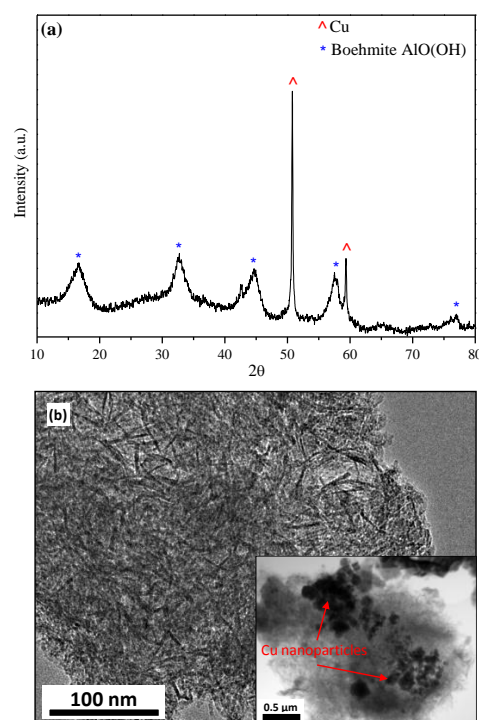 (a)
^ Cu
* Boehmite AlO(OH)
^
^
*
*
*
*
*
Intensity (a.u.)
10 20 30 40 50 60 70 80
2θ
(b)
Cu nanoparticles
100 nm
0.5 µm